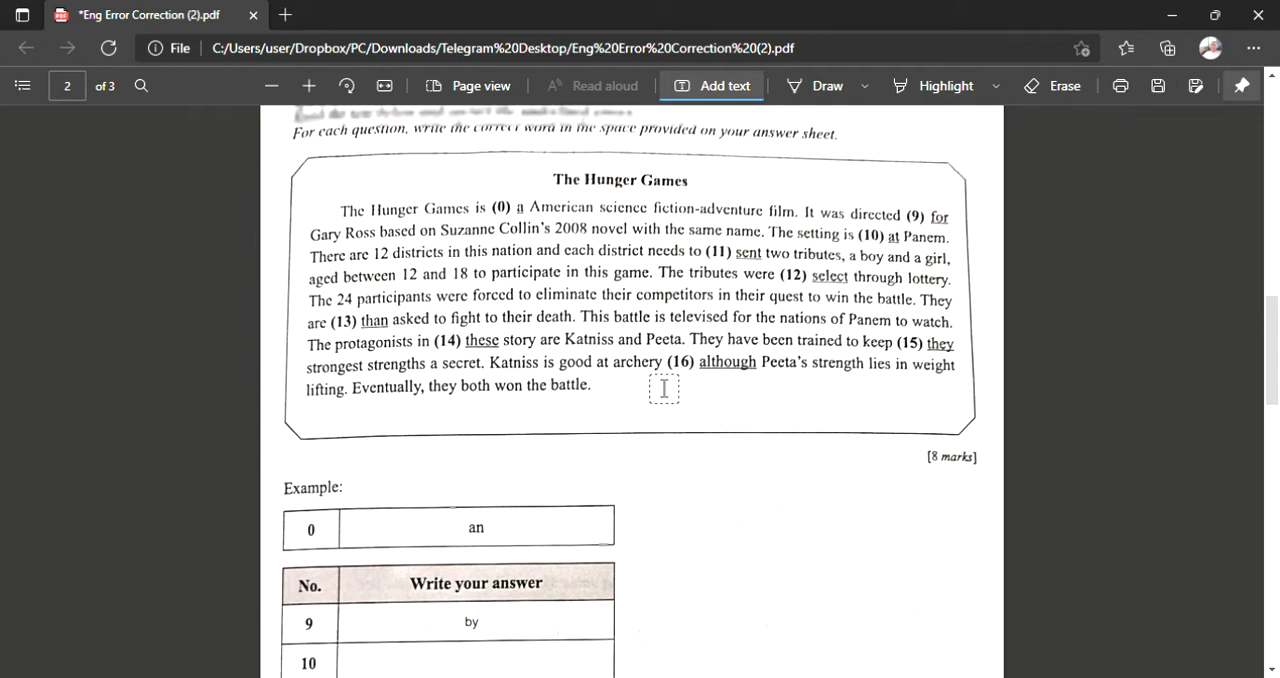 *Eng Error Correction (2).pdf
File C:/Users/user/Dropbox/PC/Downloads/Telegram%20Desktop/Eng%20Error%20Correction%20(2).pdf
2 of 3 Page view Read aloud Add text Draw Highlight Erase
For each question, write the correct word in the space provided on your answer sheet.
The Hunger Games
The Hunger Games is (0) a American science fiction-adventure film. It was directed (9) for
Gary Ross based on Suzanne Collin's 2008 novel with the same name. The setting is (10) at Panem.
There are 12 districts in this nation and each district needs to (11) sent two tributes, a boy and a girl,
aged between 12 and 18 to participate in this game. The tributes were (12) select through lottery.
The 24 participants were forced to eliminate their competitors in their quest to win the battle. They
are (13) than asked to fight to their death. This battle is televised for the nations of Panem to watch.
The protagonists in (14) these story are Katniss and Peeta. They have been trained to keep (15) they
strongest strengths a secret. Katniss is good at archery (16) although Peeta's strength lies in weight
lifting. Eventually, they both won the battle.
[8 marks]
Example:
0 an
No. Write your answer
9 by
10